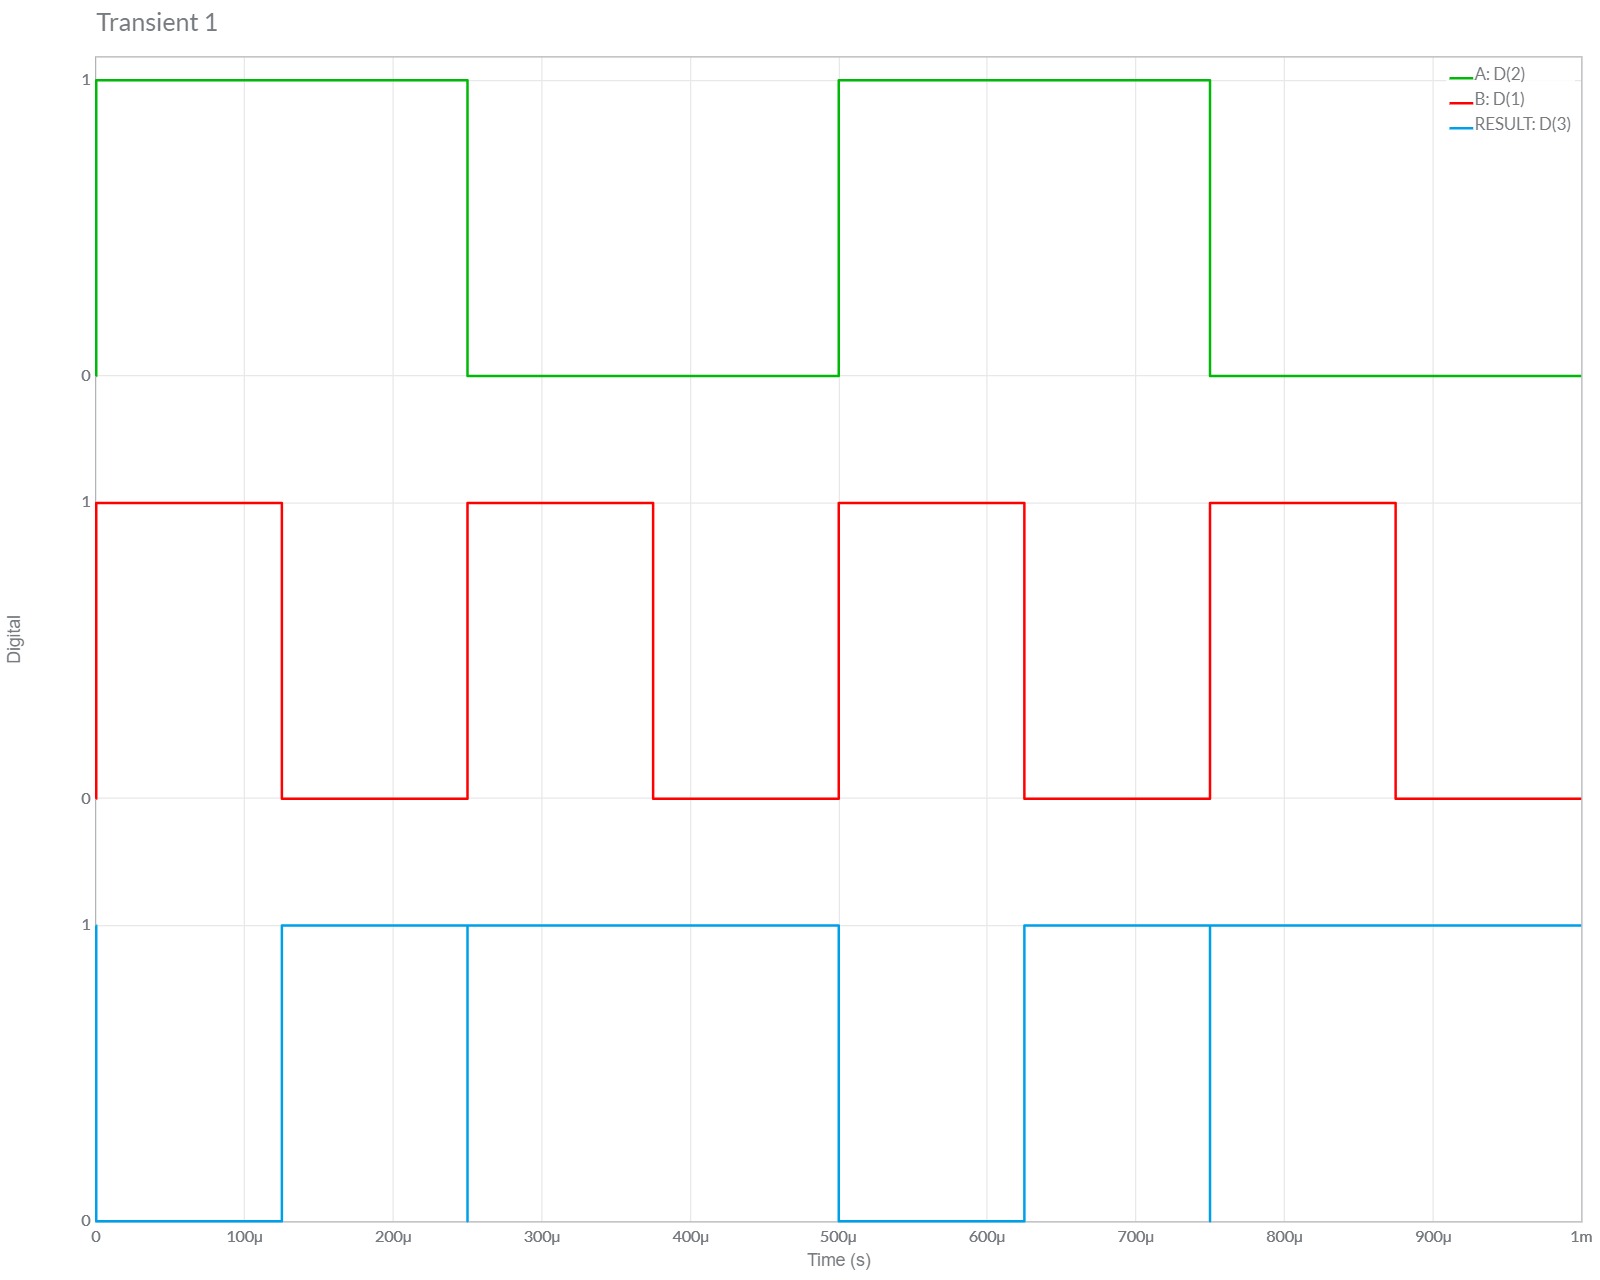 Transient 1
A: D(2)
B: D(1)
RESULT: D(3)
1
0
1
0
1
0
Digital
0 100µ 200µ 300µ 400µ 500µ 600µ 700µ 800µ 900µ 1m
Time (s)